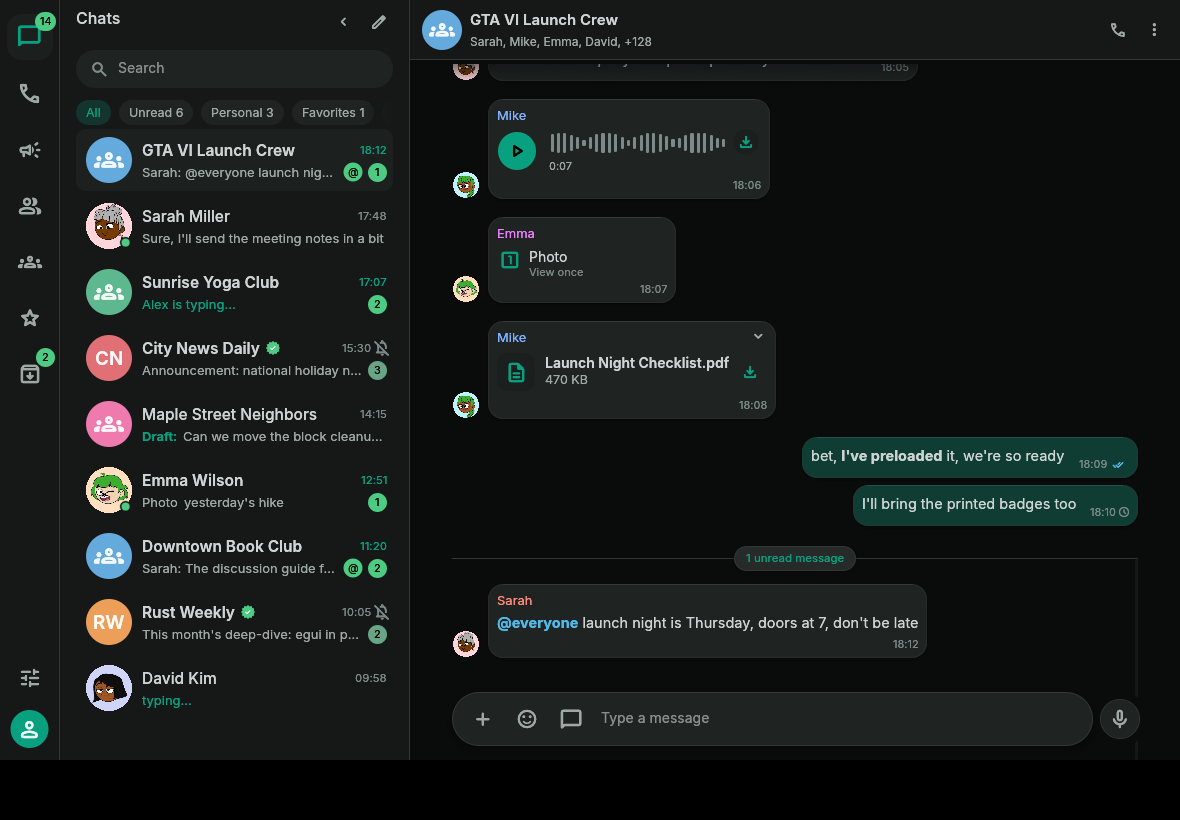 14
2
Chats
Search
All
Unread 6
Personal 3
Favorites 1
GTA VI Launch Crew
18:12
Sarah: @everyone launch nig...
@
1
Sarah Miller
17:48
Sure, I'll send the meeting notes in a bit
Sunrise Yoga Club
17:07
Alex is typing...
2
CN
City News Daily
15:30
Announcement: national holiday n...
3
Maple Street Neighbors
14:15
Draft: Can we move the block cleanu...
Emma Wilson
12:51
Photo yesterday's hike
1
Downtown Book Club
11:20
Sarah: The discussion guide f...
@
2
RW
Rust Weekly
10:05
This month's deep-dive: egui in p...
2
David Kim
09:58
typing...
GTA VI Launch Crew
Sarah, Mike, Emma, David, +128
18:05
Mike
0:07
18:06
Emma
1
Photo
View once
18:07
Mike
Launch Night Checklist.pdf
470 KB
18:08
bet, I've preloaded it, we're so ready
18:09
I'll bring the printed badges too
18:10
1 unread message
Sarah
@everyone launch night is Thursday, doors at 7, don't be late
18:12
Type a message